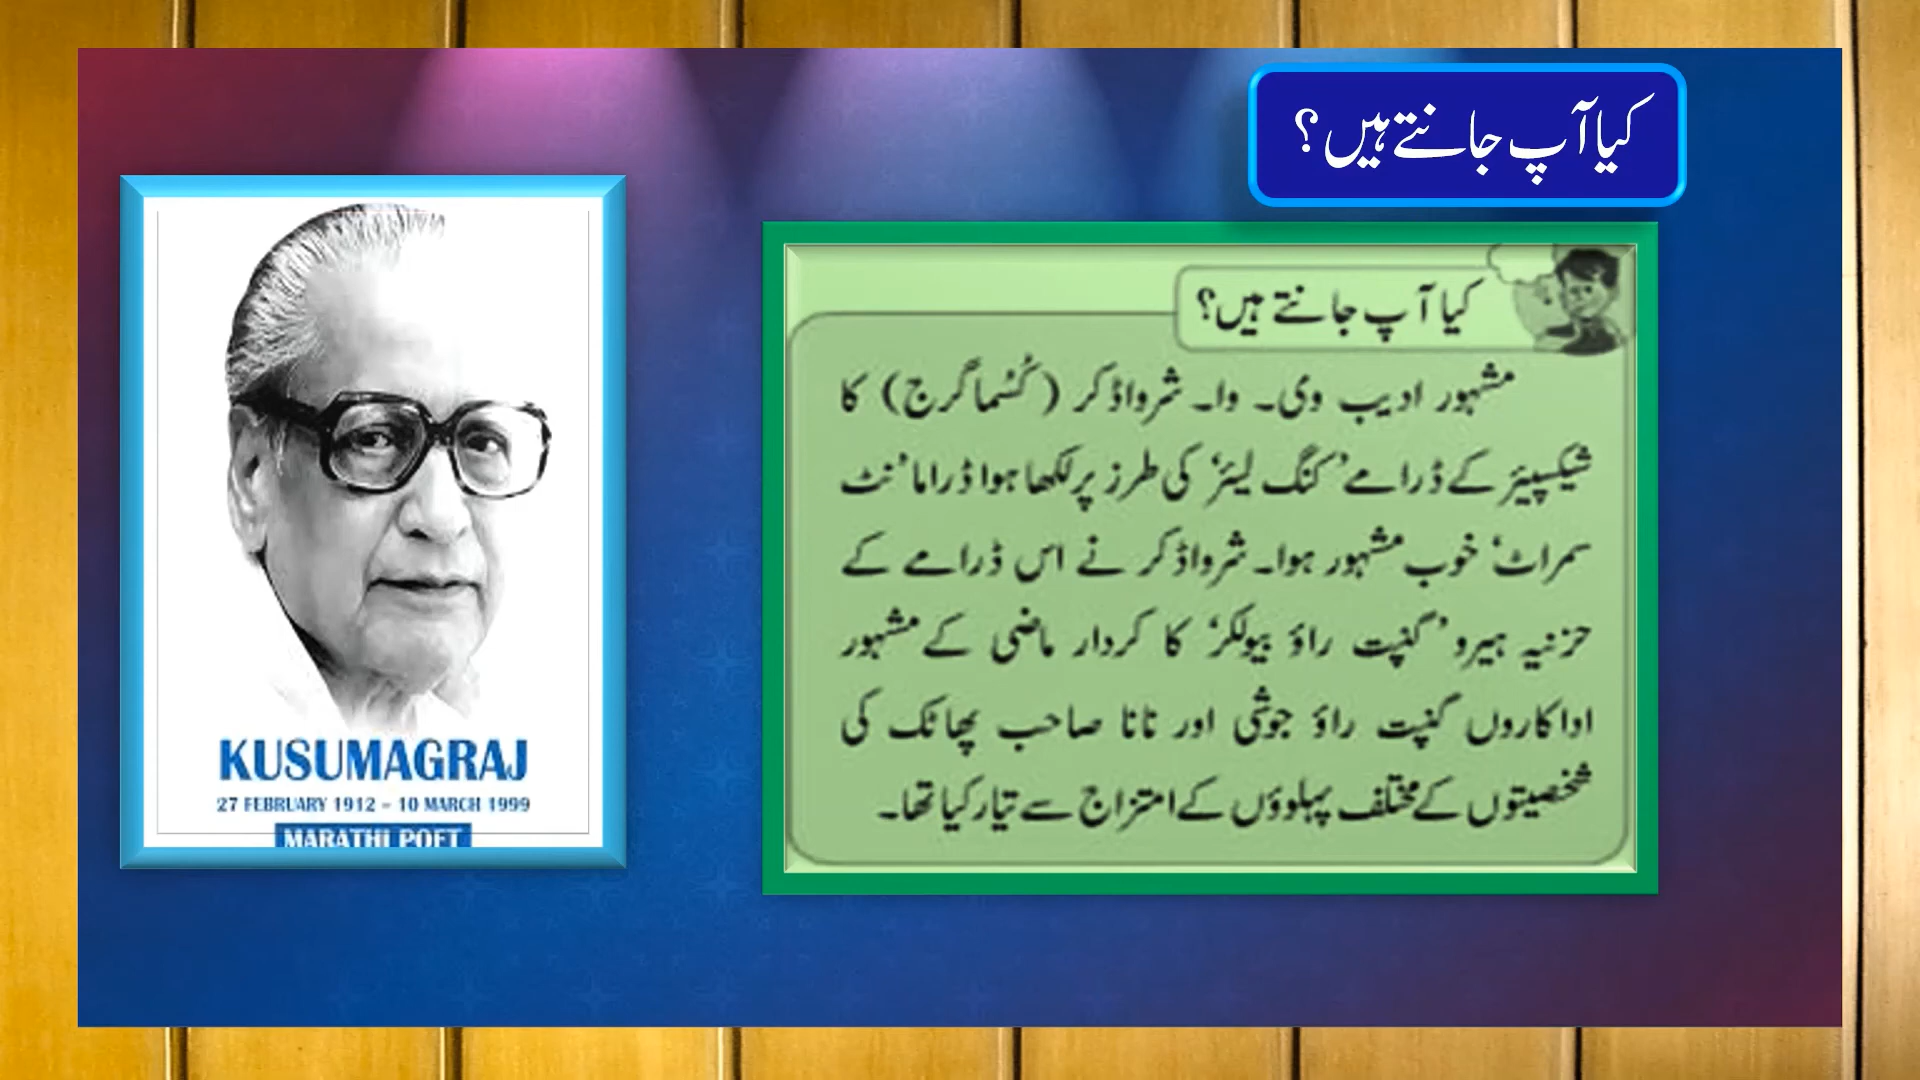 کیا آپ جانتے ہیں؟
کیا آپ جانتے ہیں؟
مشہور ادیب وی۔ وا۔ شرواڈکر (کُسُماگرج) کا
شیکسپیئر کے ڈرامے ’کنگ لیئر‘ کی طرز پر لکھا ہوا ڈراما ’نٹ
سمراٹ‘ خوب مشہور ہوا۔ شرواڈکر نے اس ڈرامے کے
حزنیہ ہیرو ’گنپت راؤ بیولکر‘ کا کردار ماضی کے مشہور
اداکاروں گنپت راؤ جوشی اور نانا صاحب پھاٹک کی
شخصیتوں کے مختلف پہلوؤں کے امتزاج سے تیار کیا تھا۔
KUSUMAGRAJ
27 FEBRUARY 1912 – 10 MARCH 1999
MARATHI POET